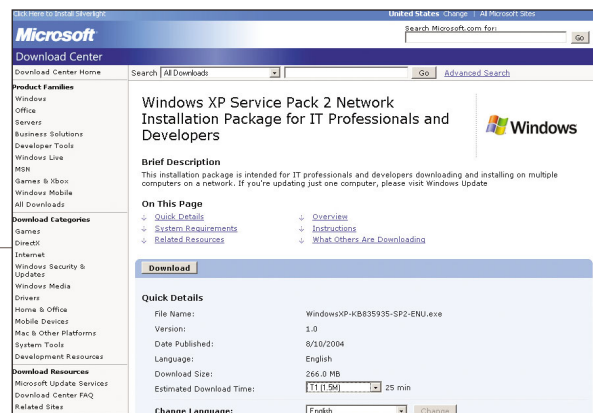 Click Here to Install Silverlight
United States Change | All Microsoft Sites
Microsoft
Search Microsoft.com for:
Go
Download Center
Download Center Home
Search All Downloads
Go Advanced Search
Product Families
Windows
Office
Servers
Business Solutions
Developer Tools
Windows Live
MSN
Games & Xbox
Windows Mobile
All Downloads
Download Categories
Games
DirectX
Internet
Windows Security &
Updates
Windows Media
Drivers
Home & Office
Mobile Devices
Mac & Other Platforms
System Tools
Development Resources
Download Resources
Microsoft Update Services
Download Center FAQ
Related Sites
Windows XP Service Pack 2 Network
Installation Package for IT Professionals and
Developers
Windows
Brief Description
This installation package is intended for IT professionals and developers downloading and installing on multiple
computers on a network. If you're updating just one computer, please visit Windows Update
On This Page
Quick Details
Overview
System Requirements
Instructions
Related Resources
What Others Are Downloading
Download
Quick Details
File Name: WindowsXP-KB835935-SP2-ENU.exe
Version: 1.0
Date Published: 8/10/2004
Language: English
Download Size: 266.0 MB
Estimated Download Time: T1 (1.5M) 25 min
Change Language: English Change